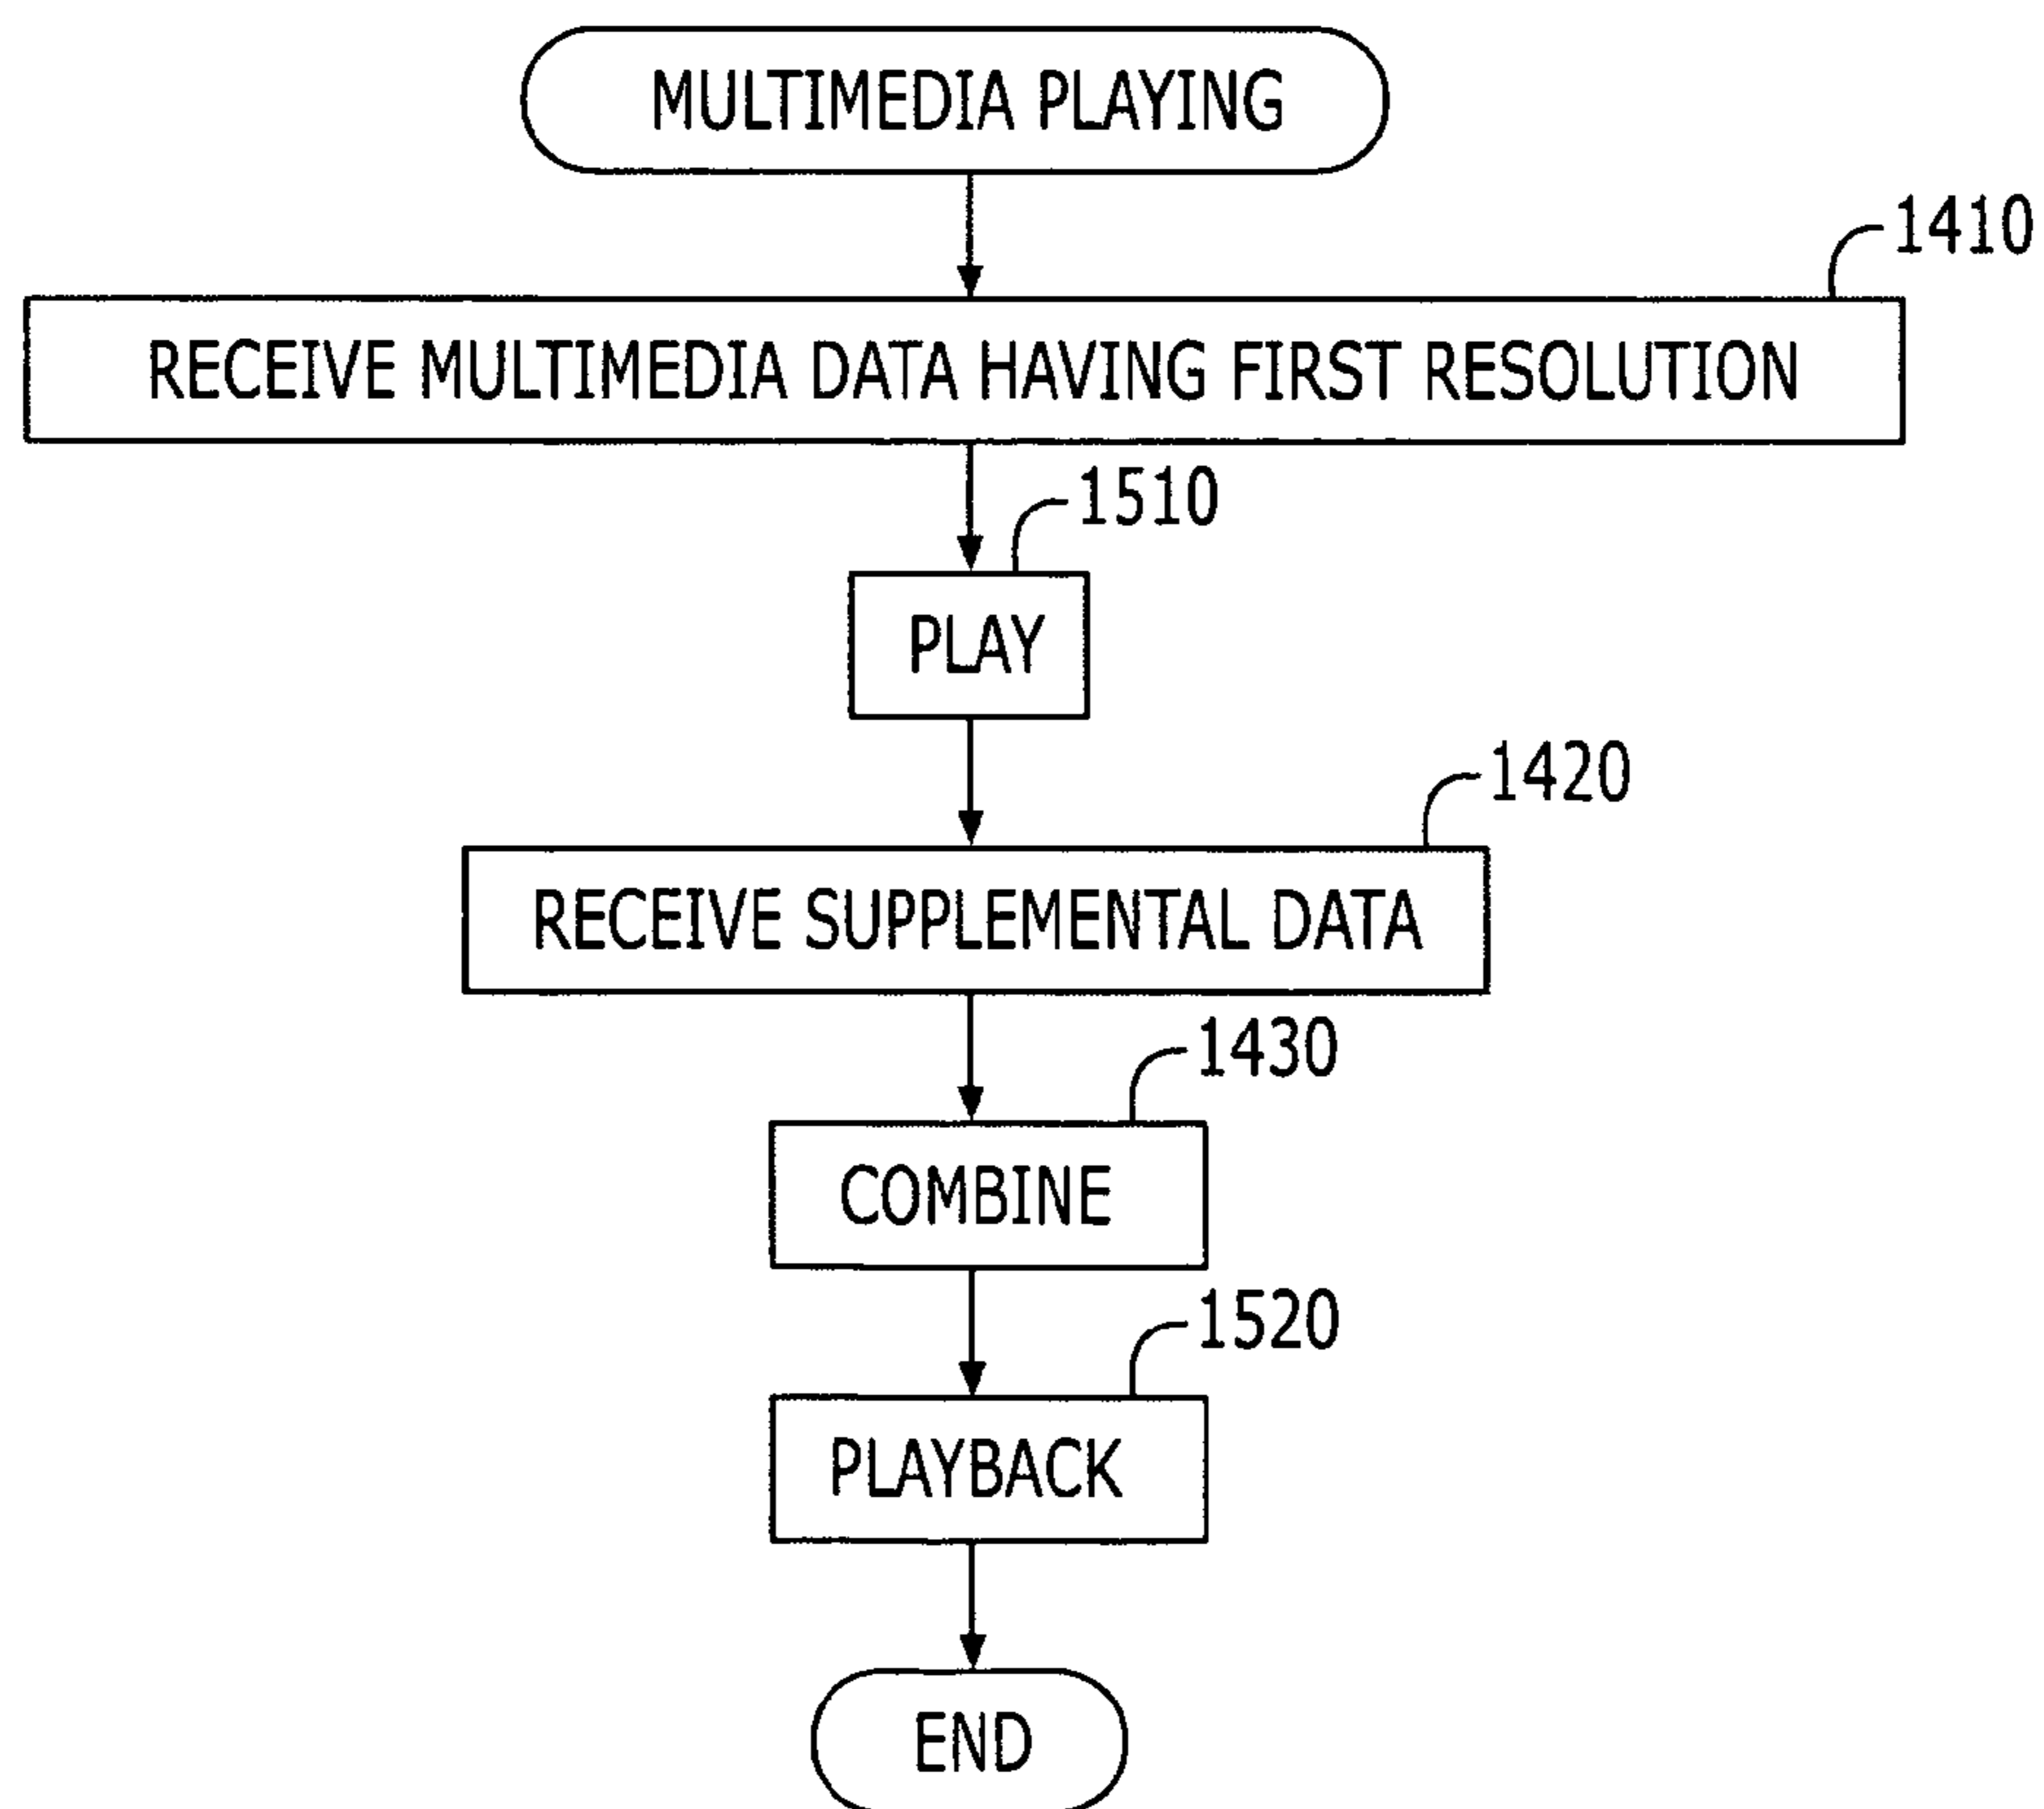 MULTIMEDIA PLAYING
1410
RECEIVE MULTIMEDIA DATA HAVING FIRST RESOLUTION
1510
PLAY
1420
RECEIVE SUPPLEMENTAL DATA
1430
COMBINE
1520
PLAYBACK
END